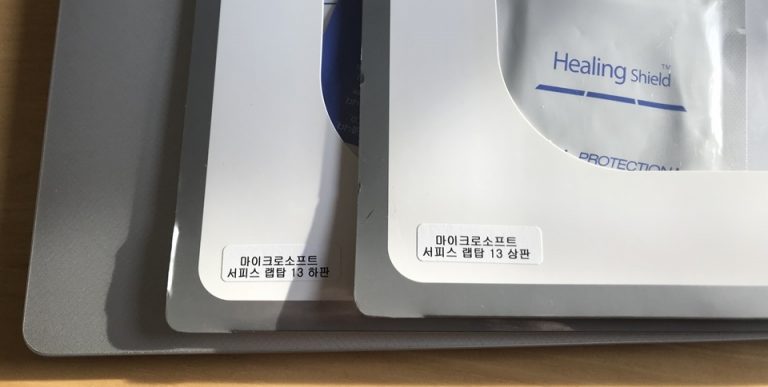 Healing Shield™
PROTECTION
마이크로소프트
서피스 랩탑 13 상판
마이크로소프트
서피스 랩탑 13 하판